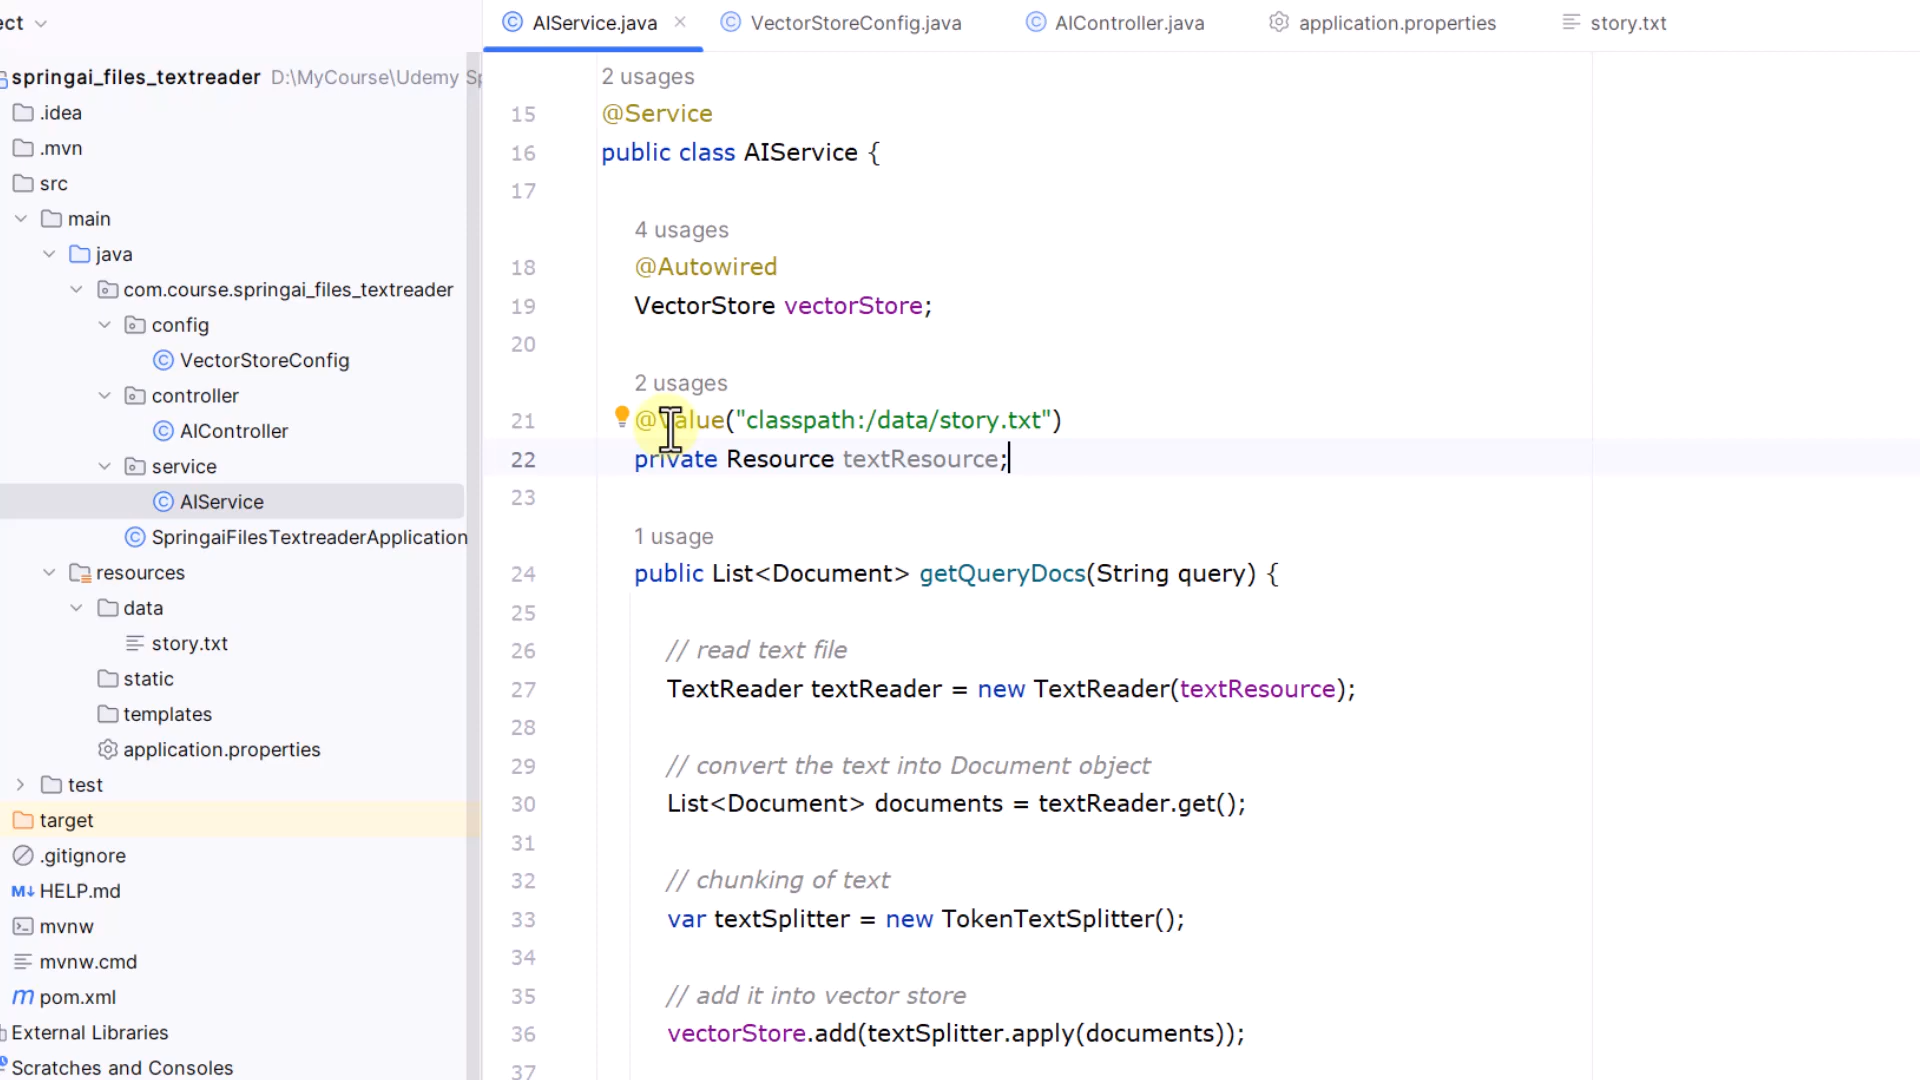 ect
AIService.java
VectorStoreConfig.java
AIController.java
application.properties
story.txt
springai_files_textreader D:\MyCourse\Udemy
.idea
.mvn
src
main
java
com.course.springai_files_textreader
config
VectorStoreConfig
controller
AIController
service
AIService
SpringaiFilesTextreaderApplication
resources
data
story.txt
static
templates
application.properties
test
target
.gitignore
M↓ HELP.md
mvnw
mvnw.cmd
m pom.xml
External Libraries
Scratches and Consoles
2 usages
15 @Service
16 public class AIService {
17
4 usages
18 @Autowired
19 VectorStore vectorStore;
20
2 usages
21 @Value("classpath:/data/story.txt")
22 private Resource textResource;
23
1 usage
24 public List<Document> getQueryDocs(String query) {
25
26 // read text file
27 TextReader textReader = new TextReader(textResource);
28
29 // convert the text into Document object
30 List<Document> documents = textReader.get();
31
32 // chunking of text
33 var textSplitter = new TokenTextSplitter();
34
35 // add it into vector store
36 vectorStore.add(textSplitter.apply(documents));
37